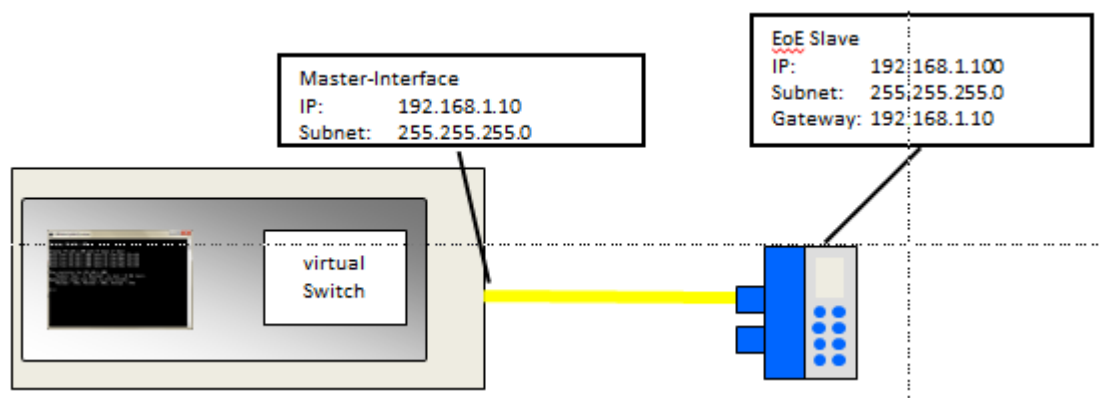 Master-Interface
IP: 192.168.1.10
Subnet: 255.255.255.0
EoE Slave
IP: 192.168.1.100
Subnet: 255.255.255.0
Gateway: 192.168.1.10
virtual
Switch